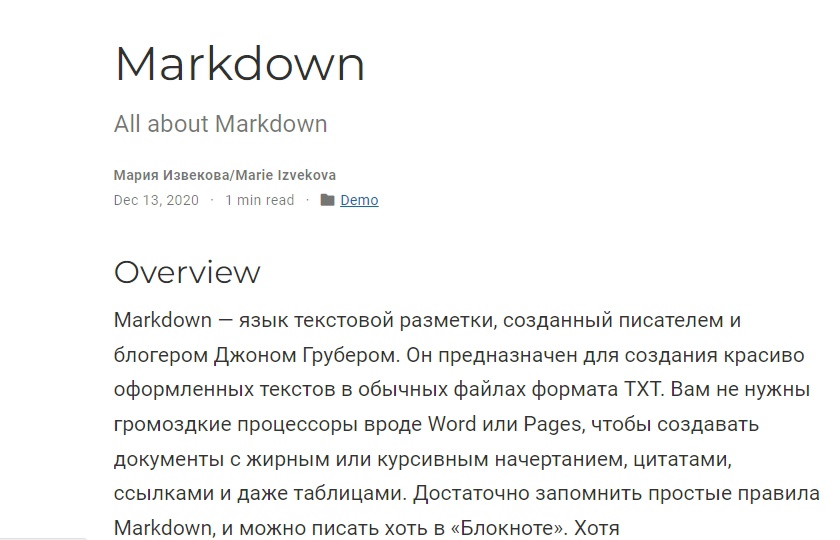 Markdown
All about Markdown
Мария Извекова/Marie Izvekova
Dec 13, 2020 · 1 min read · Demo
Overview
Markdown — язык текстовой разметки, созданный писателем и
блогером Джоном Грубером. Он предназначен для создания красиво
оформленных текстов в обычных файлах формата TXT. Вам не нужны
громоздкие процессоры вроде Word или Pages, чтобы создавать
документы с жирным или курсивным начертанием, цитатами,
ссылками и даже таблицами. Достаточно запомнить простые правила
Markdown, и можно писать хоть в «Блокноте». Хотя